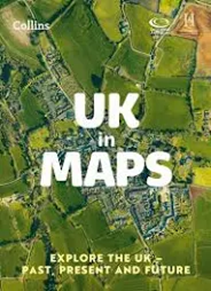 Collins
UK
in
MAPS
EXPLORE THE UK –
PAST, PRESENT AND FUTURE